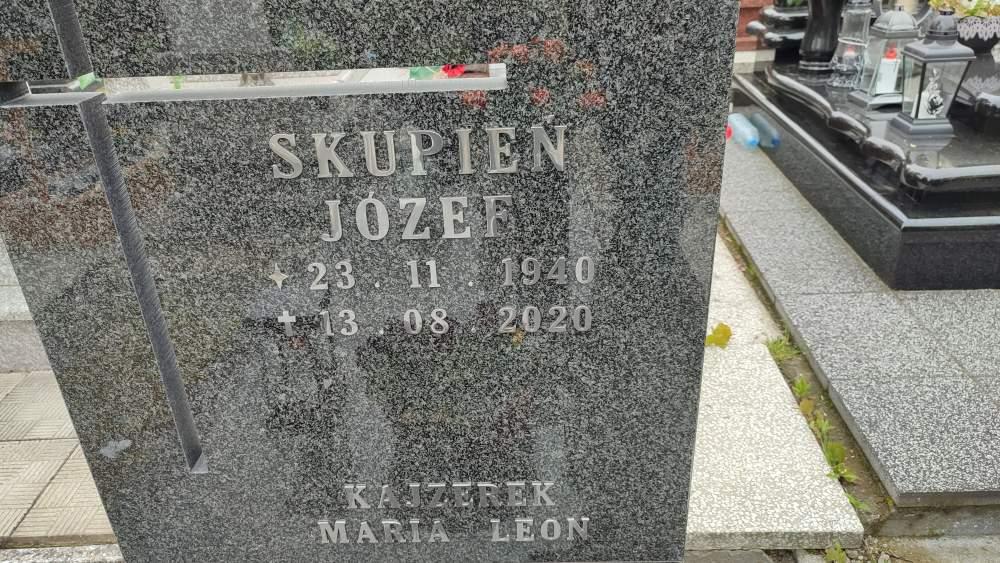 SKUPIEŃ
JÓZEF
✦ 23 . 11 . 1940
✝ 13 . 08 . 2020
KAJZEREK
MARIA LEON